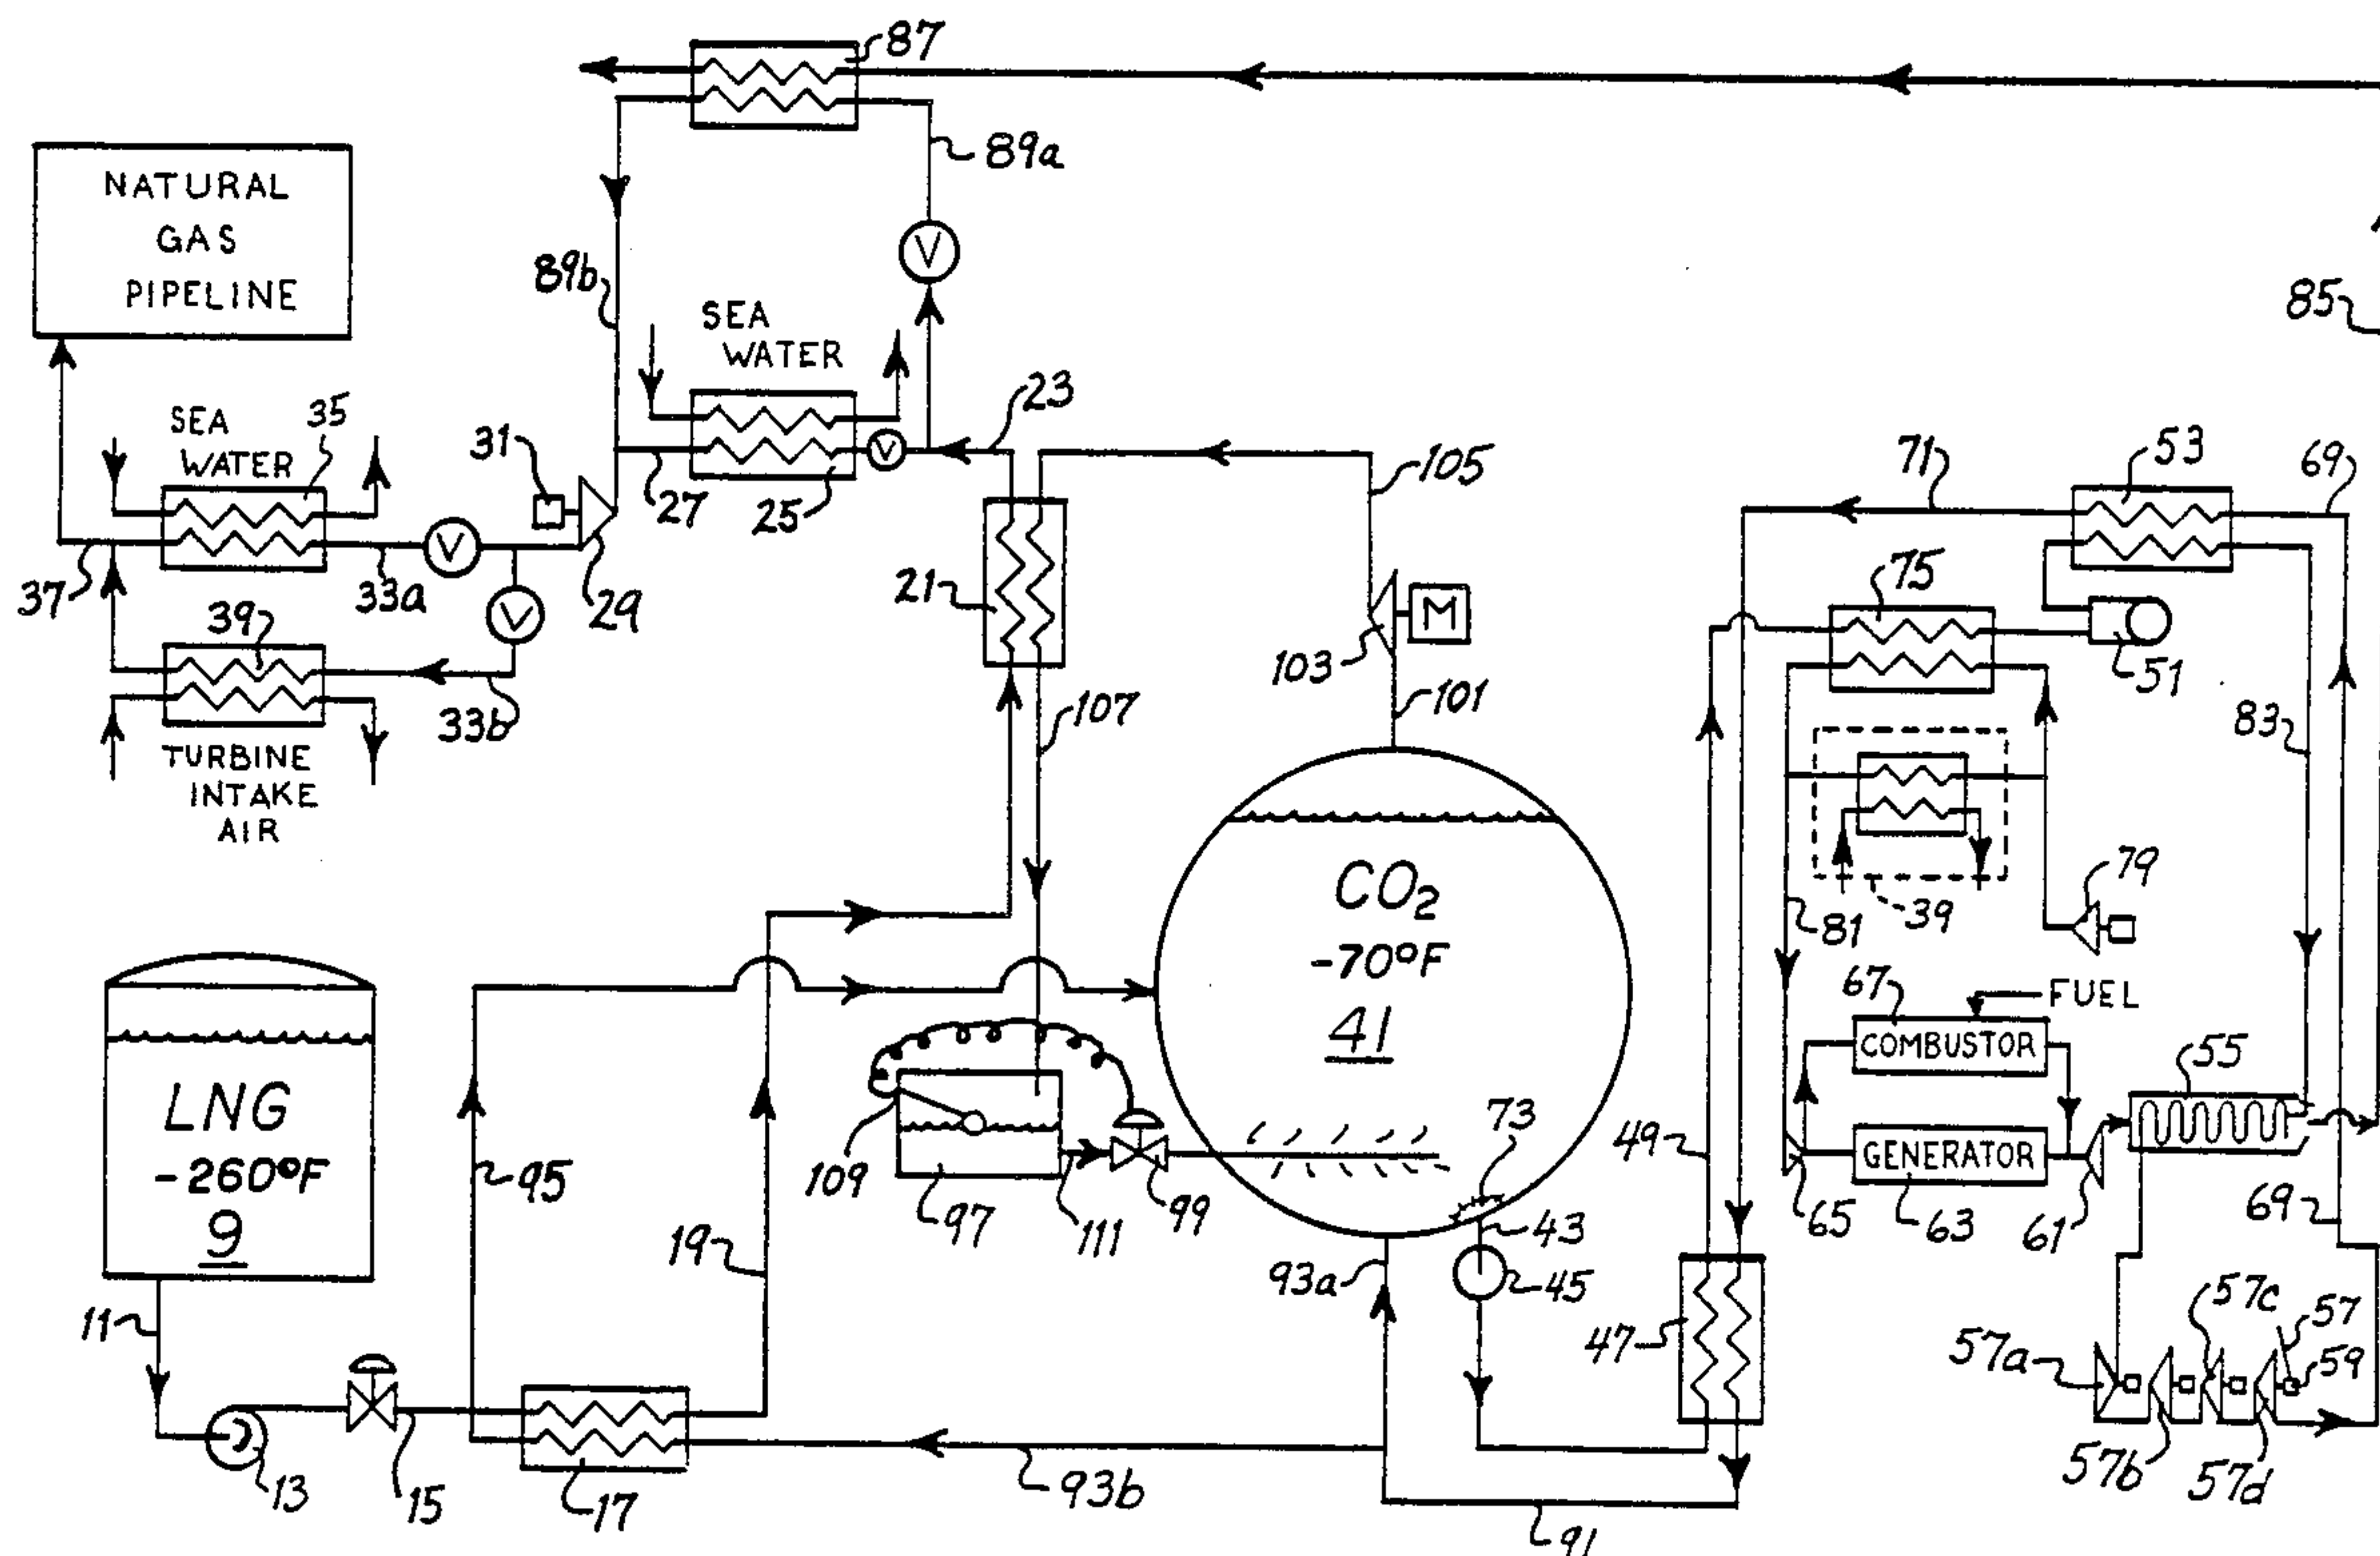 87
89a
NATURAL
GAS
PIPELINE
89b
V
85
SEA
WATER
23
SEA
WATER
35
31
V
27
25
105
71
53
69
37
33a
V
29
21
75
39
V
33b
103
M
51
107
101
83
TURBINE
INTAKE
AIR
CO2
-70°F
41
79
39
81
67
FUEL
COMBUSTOR
55
LNG
-260°F
9
95
109
97
111
99
73
49
GENERATOR
65
63
61
69
19
43
93a
45
11
47
57c
57
57a
59
57b
57d
13
15
17
93b
91